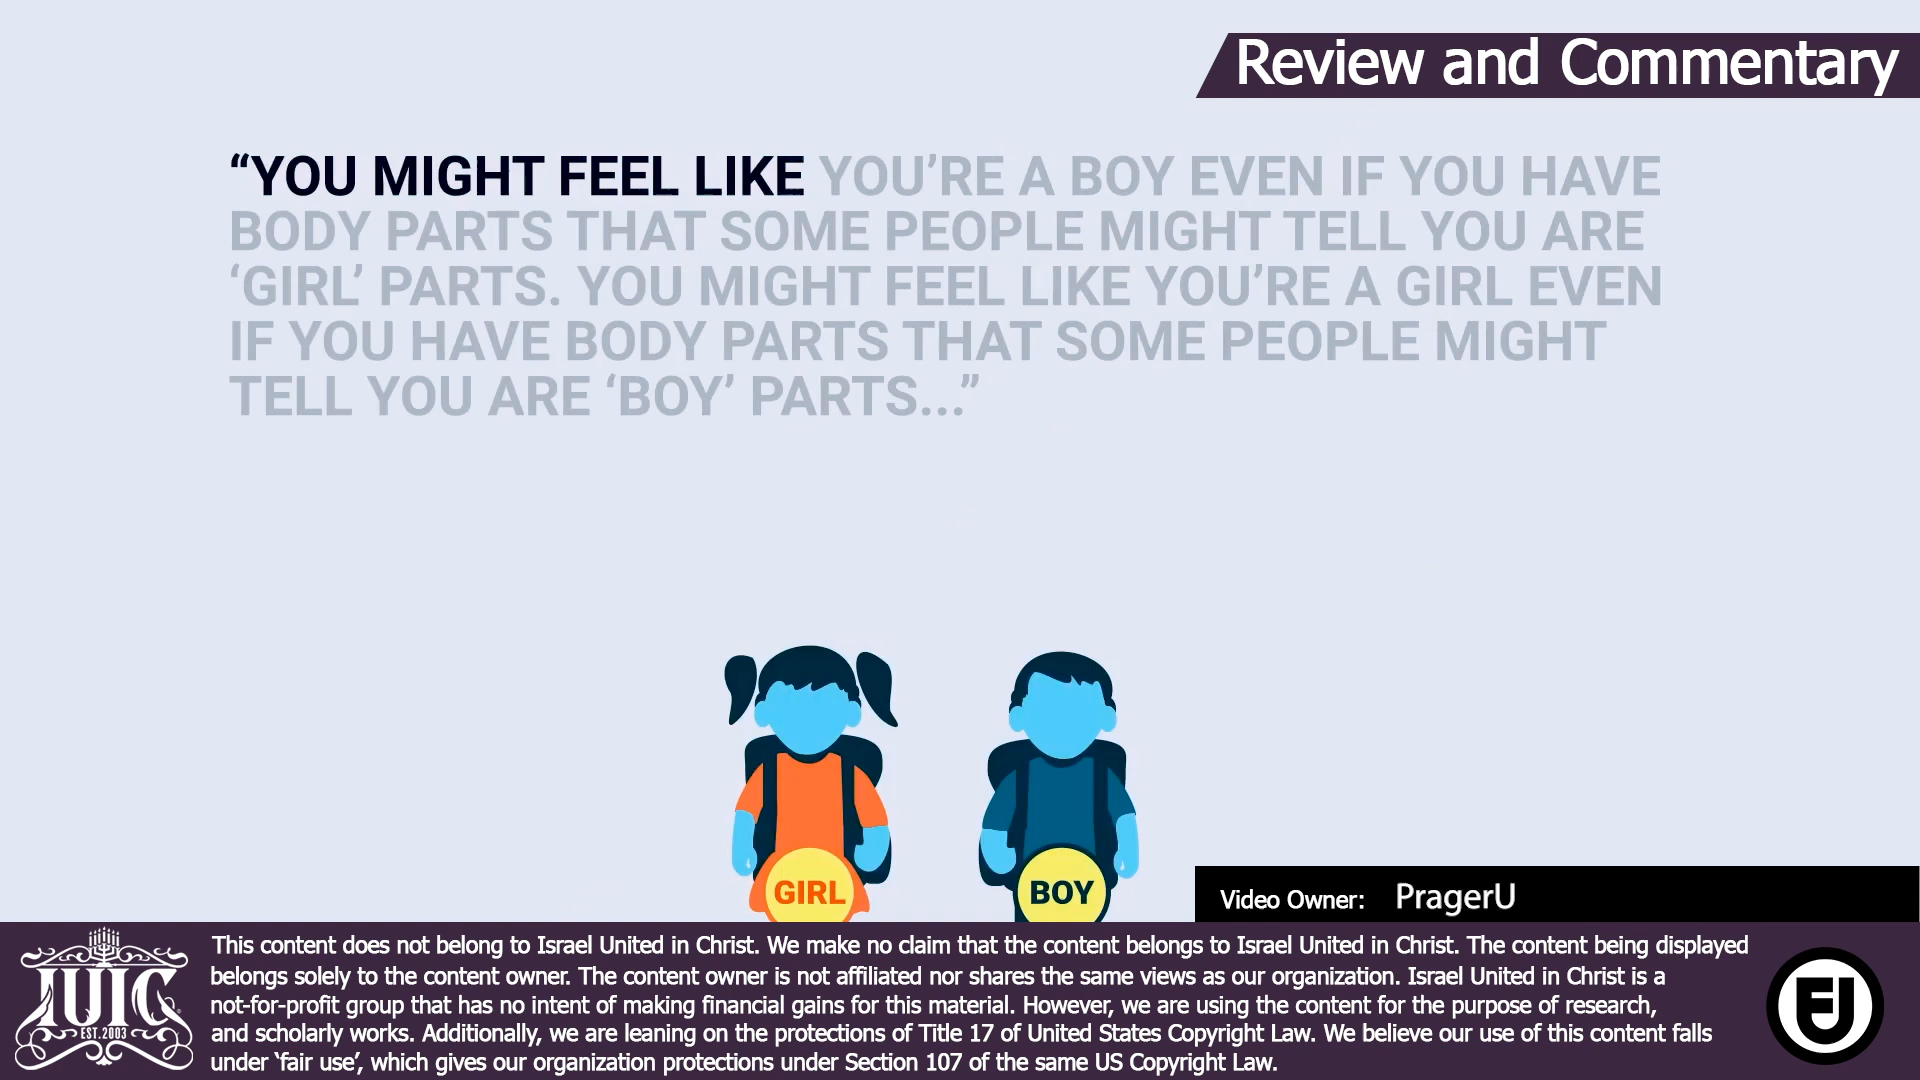 Review and Commentary
“YOU MIGHT FEEL LIKE YOU’RE A BOY EVEN IF YOU HAVE
BODY PARTS THAT SOME PEOPLE MIGHT TELL YOU ARE
‘GIRL’ PARTS. YOU MIGHT FEEL LIKE YOU’RE A GIRL EVEN
IF YOU HAVE BODY PARTS THAT SOME PEOPLE MIGHT
TELL YOU ARE ‘BOY’ PARTS...”
GIRL
BOY
Video Owner: PragerU
This content does not belong to Israel United in Christ. We make no claim that the content belongs to Israel United in Christ. The content being displayed
belongs solely to the content owner. The content owner is not affiliated nor shares the same views as our organization. Israel United in Christ is a
not-for-profit group that has no intent of making financial gains for this material. However, we are using the content for the purpose of research,
and scholarly works. Additionally, we are leaning on the protections of Title 17 of United States Copyright Law. We believe our use of this content falls
under ‘fair use’, which gives our organization protections under Section 107 of the same US Copyright Law.
IUIC
EST. 2003